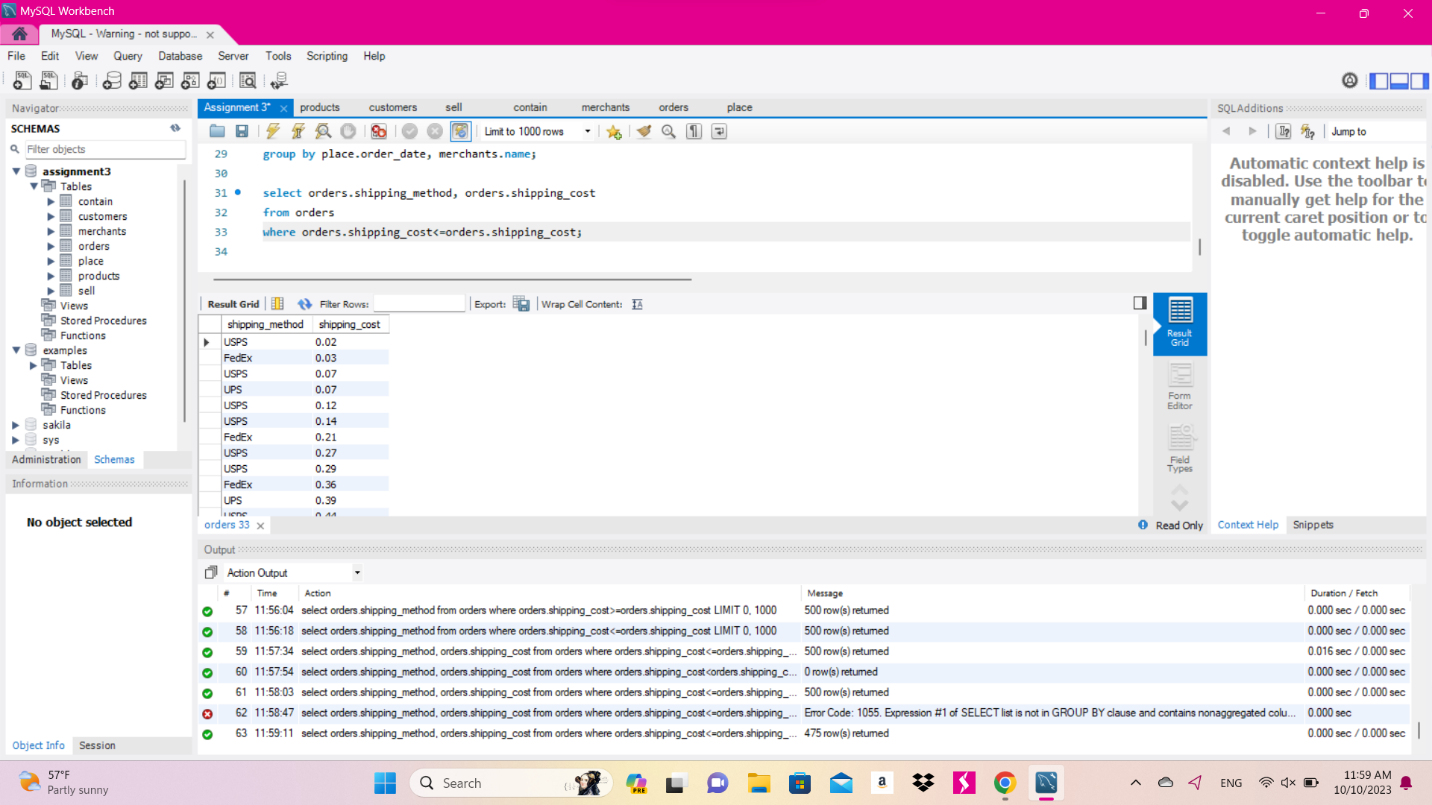 MySQL Workbench
MySQL - Warning - not suppo... ×
File Edit View Query Database Server Tools Scripting Help
Navigator
SCHEMAS
Filter objects
assignment3
Tables
contain
customers
merchants
orders
place
products
sell
Views
Stored Procedures
Functions
examples
Tables
Views
Stored Procedures
Functions
sakila
sys
Administration Schemas
Information
No object selected
Object Info Session
Assignment 3* × products customers sell contain merchants orders place
Limit to 1000 rows
29 group by place.order_date, merchants.name;
30
31 select orders.shipping_method, orders.shipping_cost
32 from orders
33 where orders.shipping_cost<=orders.shipping_cost;
34
Result Grid Filter Rows: Export: Wrap Cell Content:
shipping_method shipping_cost
USPS 0.02
FedEx 0.03
USPS 0.07
UPS 0.07
USPS 0.12
USPS 0.14
FedEx 0.21
USPS 0.27
USPS 0.29
FedEx 0.36
UPS 0.39
USPS 0.44
Result Grid
Form Editor
Field Types
orders 33 × Read Only
SQLAdditions
Jump to
Automatic context help is
disabled. Use the toolbar to
manually get help for the
current caret position or to
toggle automatic help.
Context Help Snippets
Output
Action Output
# Time Action Message Duration / Fetch
57 11:56:04 select orders.shipping_method from orders where orders.shipping_cost>=orders.shipping_cost LIMIT 0, 1000 500 row(s) returned 0.000 sec / 0.000 sec
58 11:56:18 select orders.shipping_method from orders where orders.shipping_cost<=orders.shipping_cost LIMIT 0, 1000 500 row(s) returned 0.000 sec / 0.000 sec
59 11:57:34 select orders.shipping_method, orders.shipping_cost from orders where orders.shipping_cost<=orders.shipping_... 500 row(s) returned 0.016 sec / 0.000 sec
60 11:57:54 select orders.shipping_method, orders.shipping_cost from orders where orders.shipping_cost<orders.shipping_c... 0 row(s) returned 0.000 sec / 0.000 sec
61 11:58:03 select orders.shipping_method, orders.shipping_cost from orders where orders.shipping_cost<=orders.shipping_... 500 row(s) returned 0.000 sec / 0.000 sec
62 11:58:47 select orders.shipping_method, orders.shipping_cost from orders where orders.shipping_cost<=orders.shipping_... Error Code: 1055. Expression #1 of SELECT list is not in GROUP BY clause and contains nonaggregated colu... 0.000 sec
63 11:59:11 select orders.shipping_method, orders.shipping_cost from orders where orders.shipping_cost<=orders.shipping_... 475 row(s) returned 0.000 sec / 0.000 sec
57°F
Partly sunny
Search
PRE
a
ENG
11:59 AM
10/10/2023